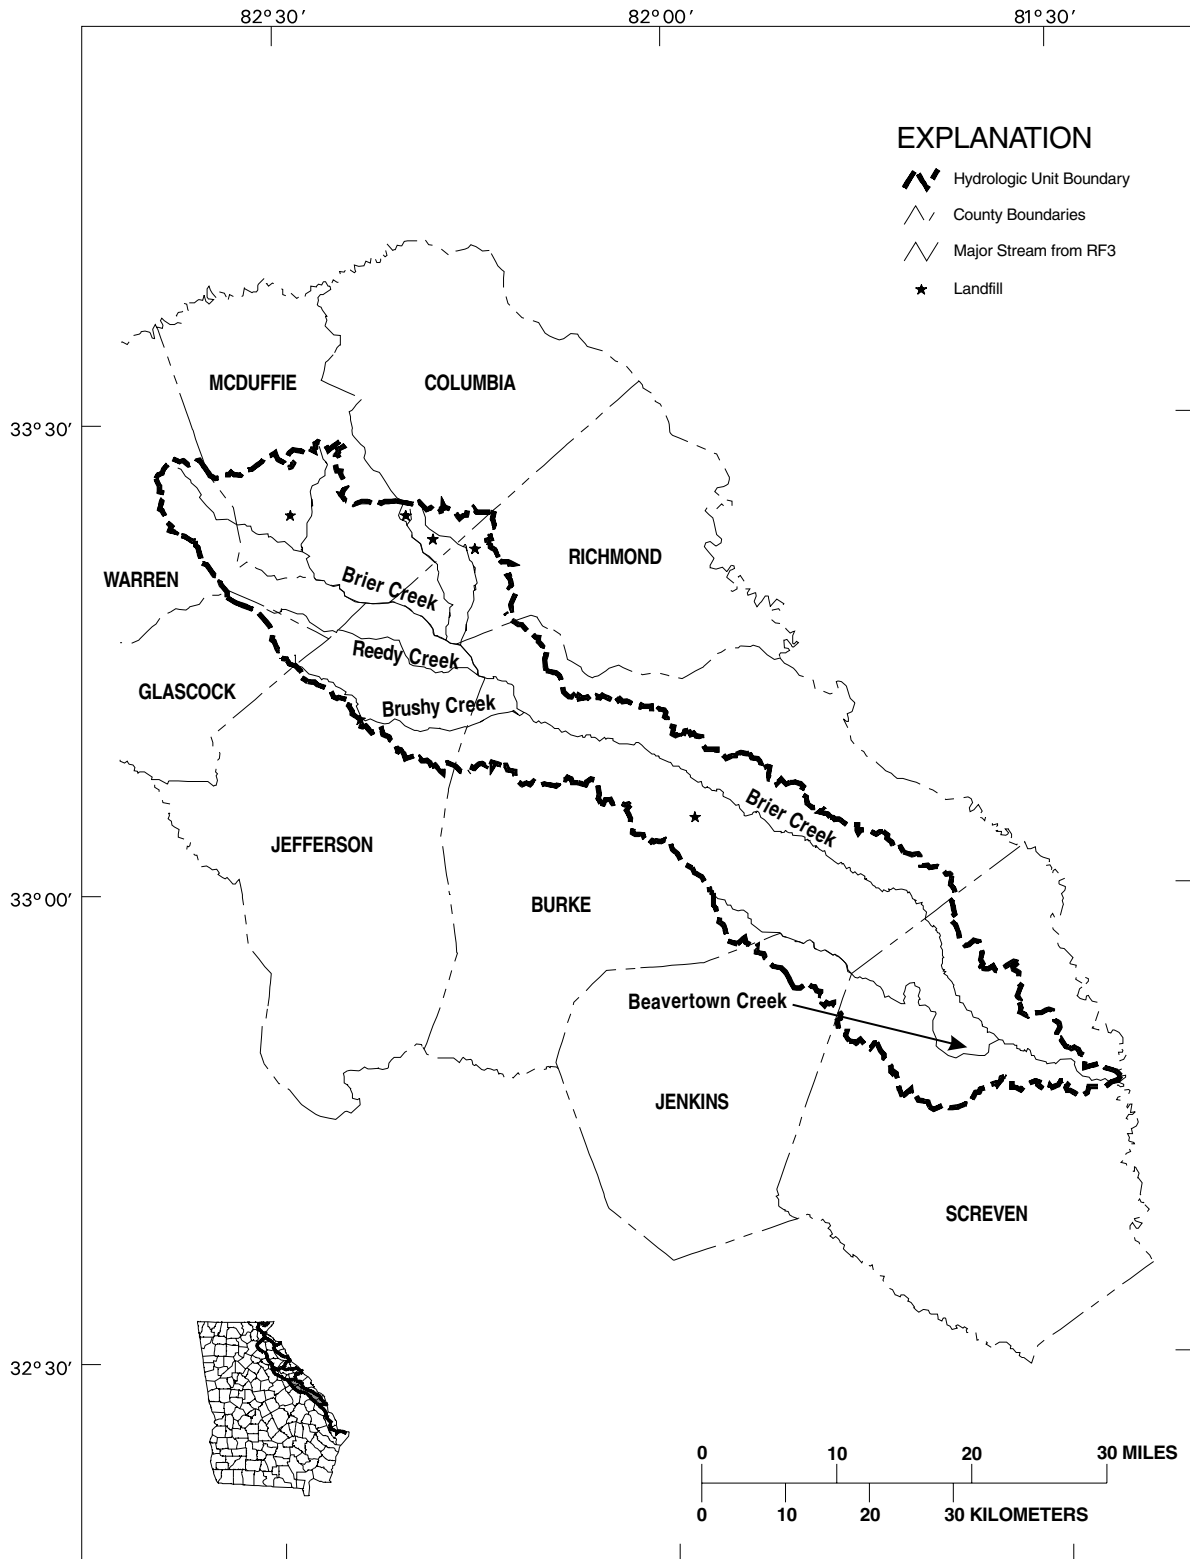 82° 30' 82° 00' 81° 30'
EXPLANATION
Hydrologic Unit Boundary
County Boundaries
Major Stream from RF3
Landfill
MCDUFFIE COLUMBIA
33° 30'
RICHMOND
WARREN
Brier Creek
Reedy Creek
GLASCOCK
Brushy Creek
Brier Creek
JEFFERSON
33° 00'
BURKE
Beavertown Creek
JENKINS
SCREVEN
32° 30'
0 10 20 30 MILES
0 10 20 30 KILOMETERS